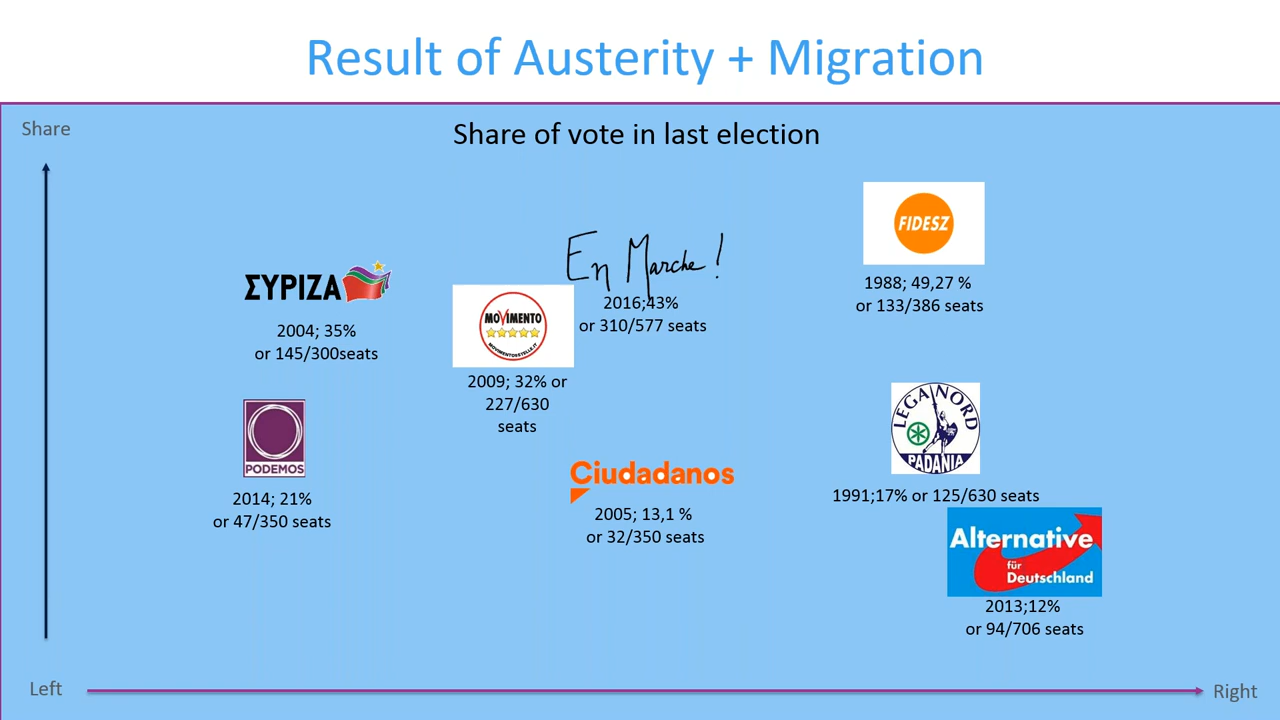 Result of Austerity + Migration
Share
Share of vote in last election
FIDESZ
1988; 49,27 %
or 133/386 seats
En Marche !
2016;43%
or 310/577 seats
ΣΥΡΙΖΑ
2004; 35%
or 145/300seats
MOVIMENTO
MOVIMENTO5STELLE.IT
2009; 32% or
227/630
seats
LEGA NORD
PADANIA
1991;17% or 125/630 seats
PODEMOS
2014; 21%
or 47/350 seats
Ciudadanos
2005; 13,1 %
or 32/350 seats
Alternative
für
Deutschland
2013;12%
or 94/706 seats
Left
Right